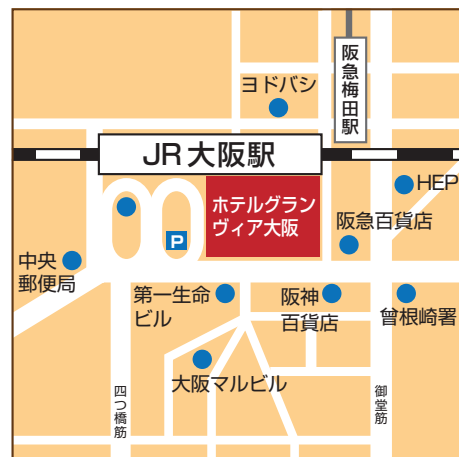 阪急梅田駅
ヨドバシ
JR大阪駅
HEP
ホテルグラン
ヴィア大阪
阪急百貨店
P
中央
郵便局
第一生命
ビル
阪神
百貨店
曾根崎署
大阪マルビル
四つ橋筋
御堂筋